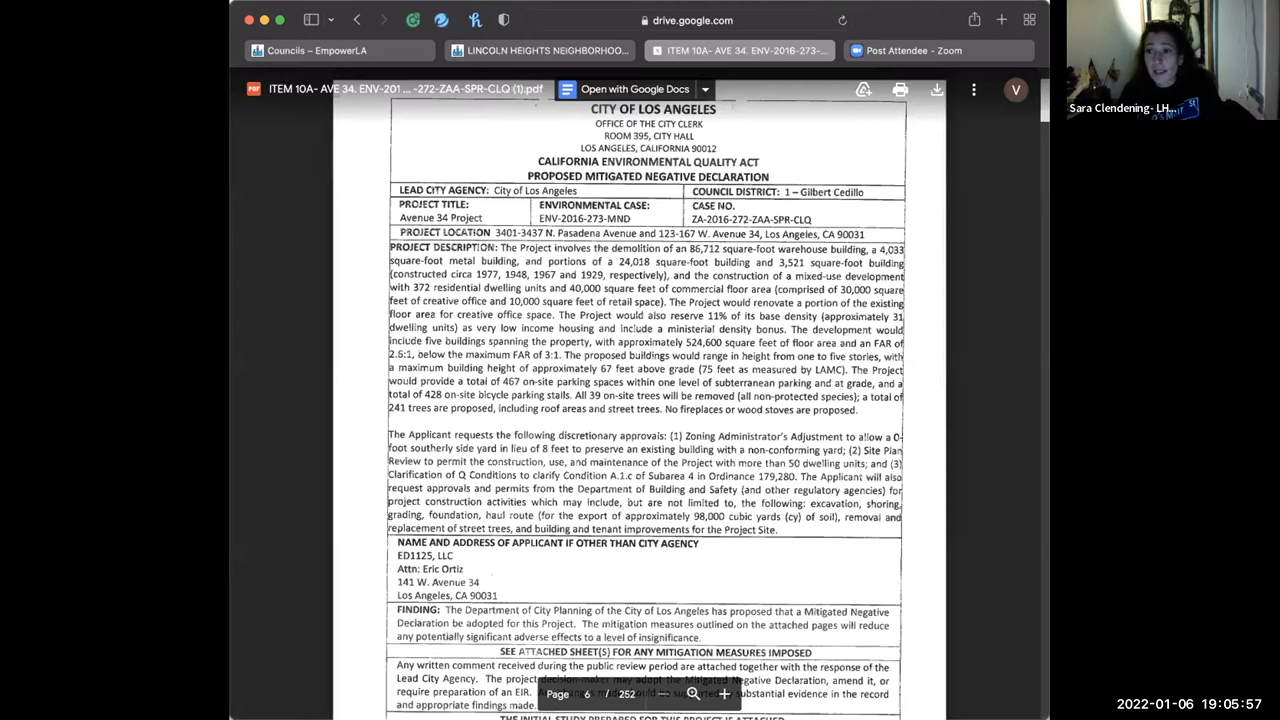 drive.google.com
Councils – EmpowerLA
LINCOLN HEIGHTS NEIGHBORHOO...
ITEM 10A- AVE 34. ENV-2016-273-...
Post Attendee - Zoom
Sara Clendening- LH...
PDF
ITEM 10A- AVE 34. ENV-201 ... -272-ZAA-SPR-CLQ (1).pdf
Open with Google Docs
V
CITY OF LOS ANGELES
OFFICE OF THE CITY CLERK
ROOM 395, CITY HALL
LOS ANGELES, CALIFORNIA 90012
CALIFORNIA ENVIRONMENTAL QUALITY ACT
PROPOSED MITIGATED NEGATIVE DECLARATION
LEAD CITY AGENCY: City of Los Angeles
COUNCIL DISTRICT: 1 – Gilbert Cedillo
PROJECT TITLE:
Avenue 34 Project
ENVIRONMENTAL CASE:
ENV-2016-273-MND
CASE NO.
ZA-2016-272-ZAA-SPR-CLQ
PROJECT LOCATION 3401-3437 N. Pasadena Avenue and 123-167 W. Avenue 34, Los Angeles, CA 90031
PROJECT DESCRIPTION: The Project involves the demolition of an 86,712 square-foot warehouse building, a 4,033
square-foot metal building, and portions of a 24,018 square-foot building and 3,521 square-foot building
(constructed circa 1977, 1948, 1967 and 1929, respectively), and the construction of a mixed-use development
with 372 residential dwelling units and 40,000 square feet of commercial floor area (comprised of 30,000 square
feet of creative office and 10,000 square feet of retail space). The Project would renovate a portion of the existing
floor area for creative office space. The Project would also reserve 11% of its base density (approximately 31
dwelling units) as very low income housing and include a ministerial density bonus. The development would
include five buildings spanning the property, with approximately 524,600 square feet of floor area and an FAR of
2.6:1, below the maximum FAR of 3:1. The proposed buildings would range in height from one to five stories, with
a maximum building height of approximately 67 feet above grade (75 feet as measured by LAMC). The Project
would provide a total of 467 on-site parking spaces within one level of subterranean parking and at grade, and a
total of 428 on-site bicycle parking stalls. All 39 on-site trees will be removed (all non-protected species); a total of
241 trees are proposed, including roof areas and street trees. No fireplaces or wood stoves are proposed.
The Applicant requests the following discretionary approvals: (1) Zoning Administrator's Adjustment to allow a 0-
foot southerly side yard in lieu of 8 feet to preserve an existing building with a non-conforming yard; (2) Site Plan
Review to permit the construction, use, and maintenance of the Project with more than 50 dwelling units; and (3)
Clarification of Q Conditions to clarify Condition A.1.c of Subarea 4 in Ordinance 179,280. The Applicant will also
request approvals and permits from the Department of Building and Safety (and other regulatory agencies) for
project construction activities which may include, but are not limited to, the following: excavation, shoring,
grading, foundation, haul route (for the export of approximately 98,000 cubic yards (cy) of soil), removal and
replacement of street trees, and building and tenant improvements for the Project Site.
NAME AND ADDRESS OF APPLICANT IF OTHER THAN CITY AGENCY
ED1125, LLC
Attn: Eric Ortiz
141 W. Avenue 34
Los Angeles, CA 90031
FINDING: The Department of City Planning of the City of Los Angeles has proposed that a Mitigated Negative
Declaration be adopted for this Project. The mitigation measures outlined on the attached pages will reduce
any potentially significant adverse effects to a level of insignificance.
SEE ATTACHED SHEET(S) FOR ANY MITIGATION MEASURES IMPOSED
Any written comment received during the public review period are attached together with the response of the
Lead City Agency. The project decision-maker may adopt the Mitigated Negative Declaration, amend it, or
require preparation of an EIR. substantial evidence in the record
and appropriate findings made.
Page 6 / 252
THE INITIAL STUDY PREPARED FOR THIS PROJECT IS ATTACHED
2022-01-06 19:05:57